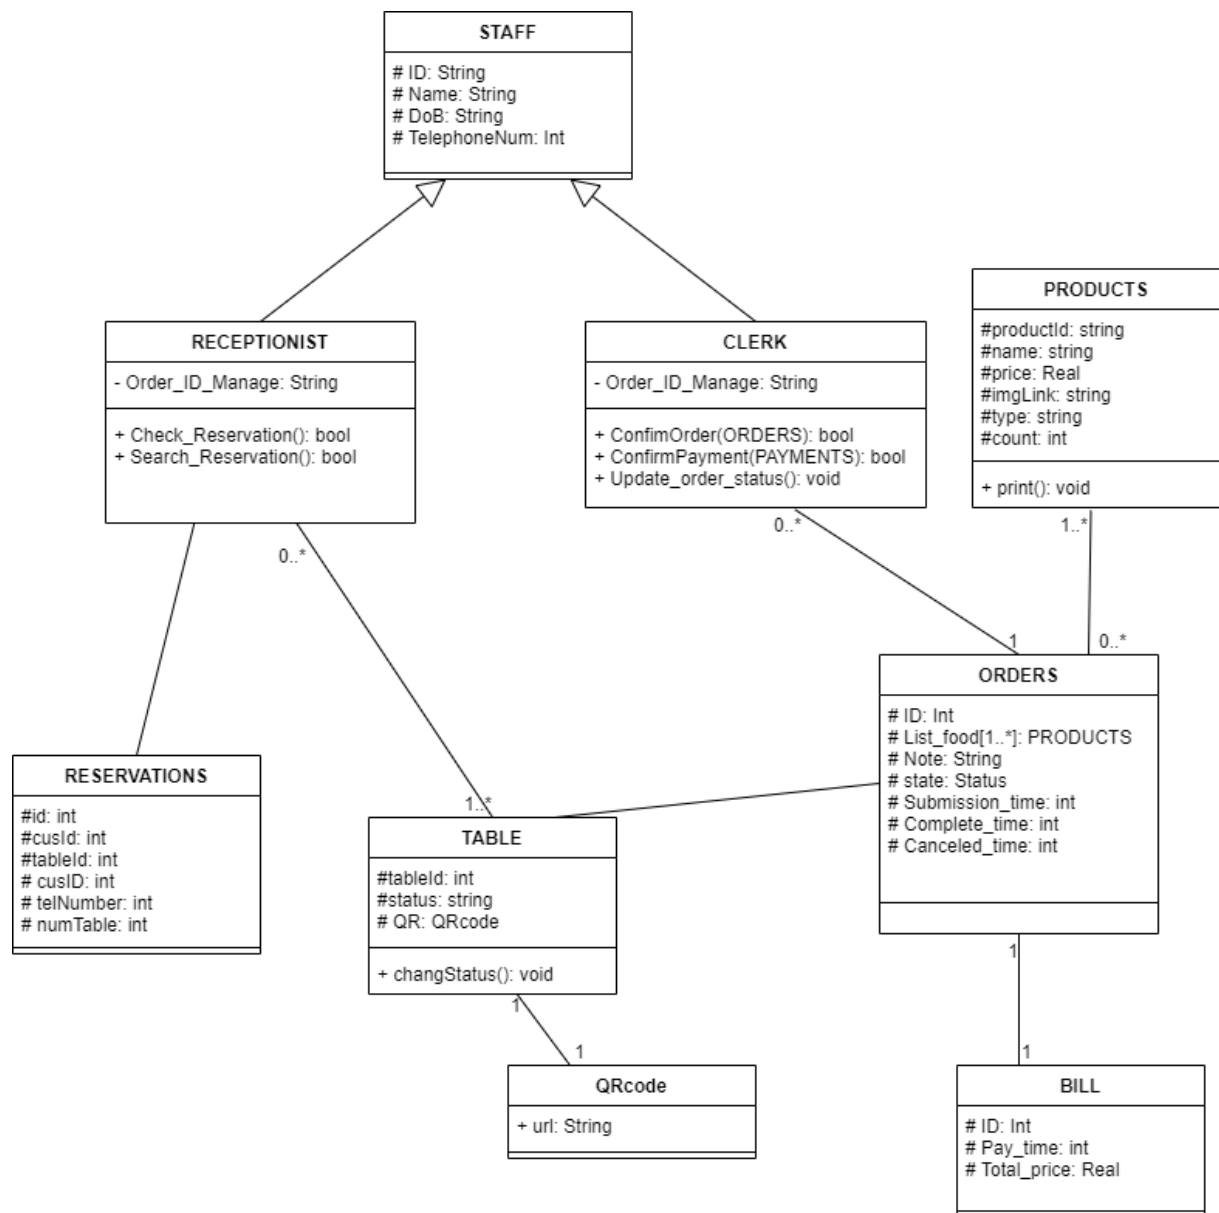 STAFF
# ID: String
# Name: String
# DoB: String
# TelephoneNum: Int
RECEPTIONIST
- Order_ID_Manage: String
+ Check_Reservation(): bool
+ Search_Reservation(): bool
CLERK
- Order_ID_Manage: String
+ ConfimOrder(ORDERS): bool
+ ConfirmPayment(PAYMENTS): bool
+ Update_order_status(): void
PRODUCTS
#productId: string
#name: string
#price: Real
#imgLink: string
#type: string
#count: int
+ print(): void
0..*
0..*
1..*
1
0..*
ORDERS
# ID: Int
# List_food[1..*]: PRODUCTS
# Note: String
# state: Status
# Submission_time: int
# Complete_time: int
# Canceled_time: int
RESERVATIONS
#id: int
#cusId: int
#tableId: int
# cusID: int
# telNumber: int
# numTable: int
1..*
TABLE
#tableId: int
#status: string
# QR: QRcode
+ changStatus(): void
1
1
QRcode
+ url: String
1
1
BILL
# ID: Int
# Pay_time: int
# Total_price: Real